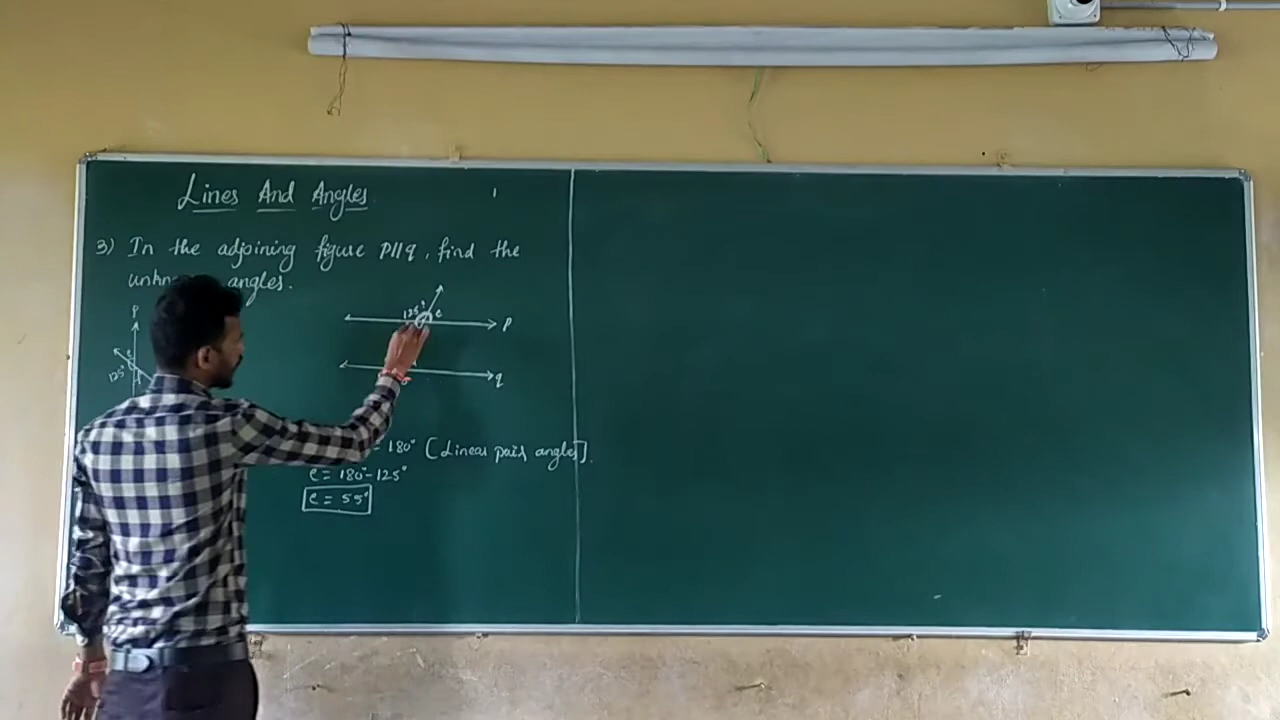 Lines And Angles
3) In the adjoining figure P||q, find the
angles.
P
e
125°
125° e
P
q
= 180° [Linear pair angles].
e = 180° - 125°
e = 55°